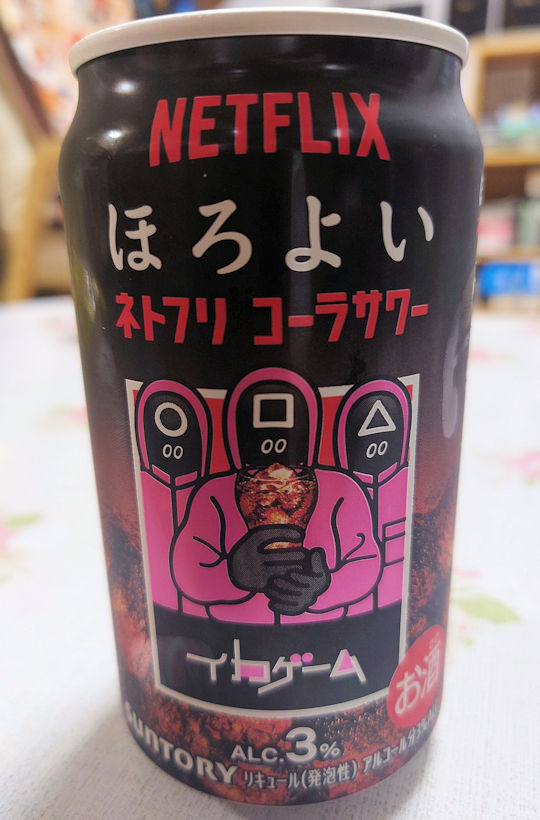 NETFLIX
ほろよい
ネトフリ コーラサワー
イカゲーム
お酒
SUNTORY
ALC.3%
リキュール(発泡性) アルコール分3%